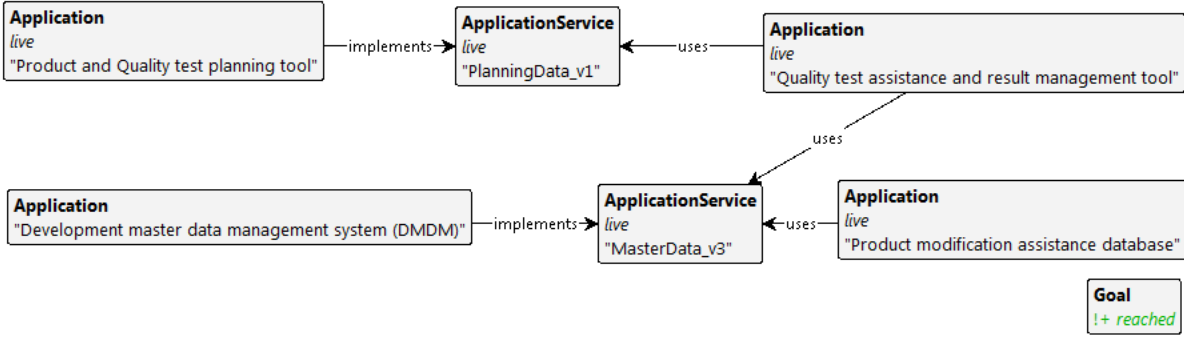 Application
live
"Product and Quality test planning tool"
implements
ApplicationService
live
"PlanningData_v1"
uses
Application
live
"Quality test assistance and result management tool"
uses
Application
"Development master data management system (DMDM)"
implements
ApplicationService
live
"MasterData_v3"
uses
Application
live
"Product modification assistance database"
Goal
!+ reached